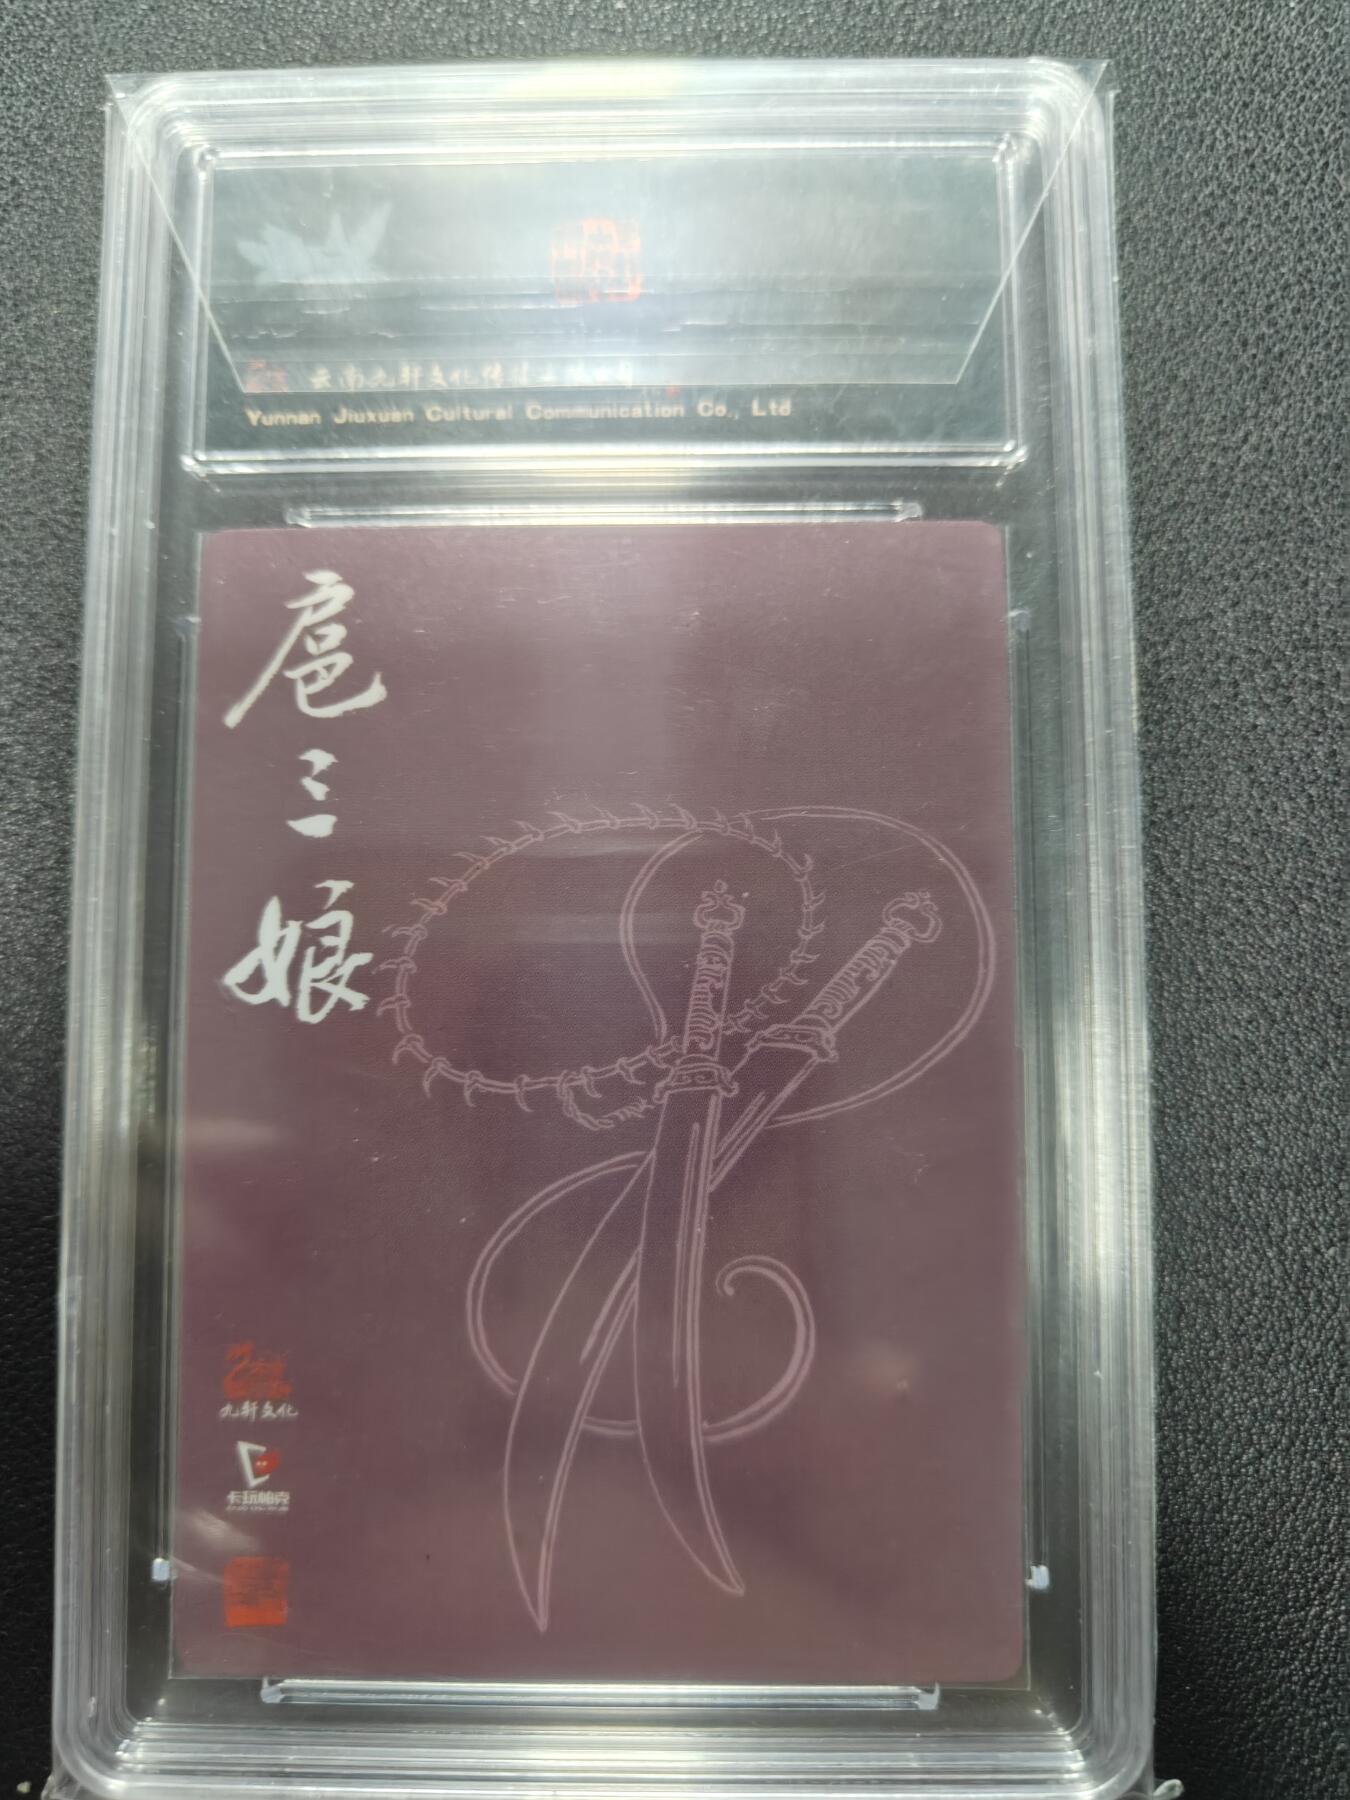 云南九轩文化传播有限公司
Yunnan Jiuxuan Cultural Communication Co., Ltd
扈三娘
九轩文化
卡玩帕克